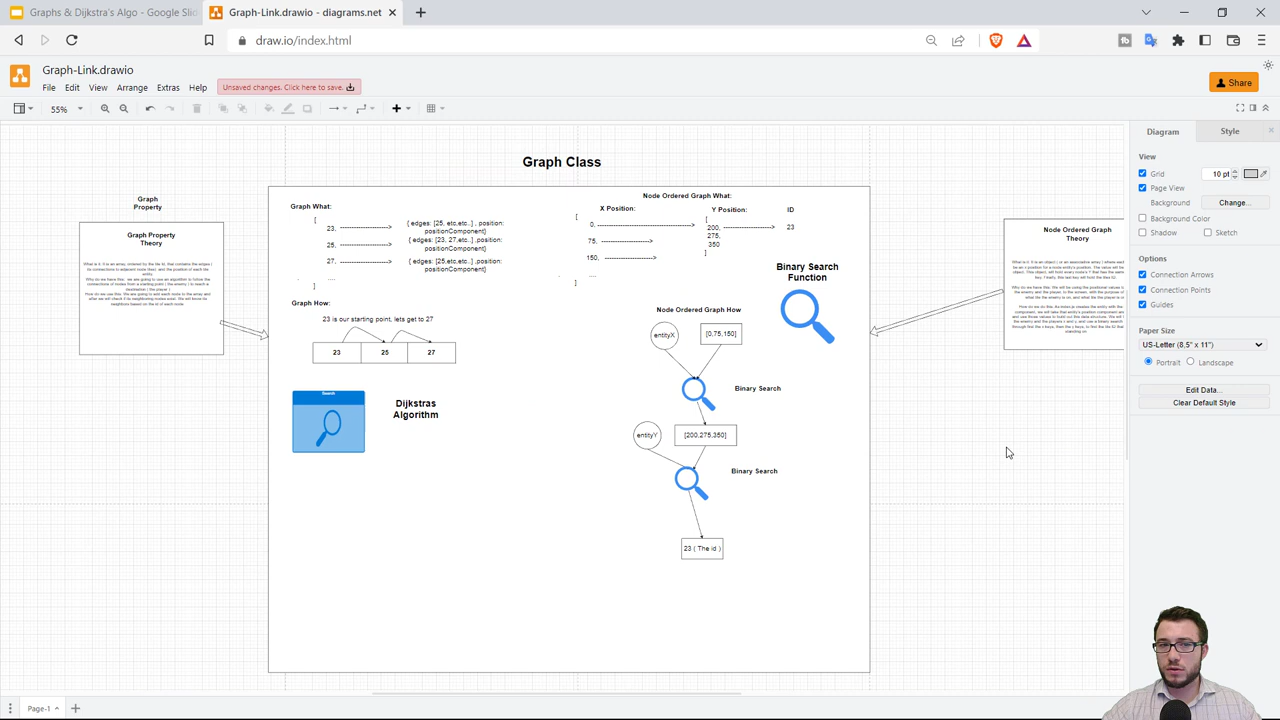 Graphs & Dijkstra's Algo - Google Slid
Graph-Link.drawio - diagrams.net
draw.io/index.html
Graph-Link.drawio
File Edit View Arrange Extras Help
Unsaved changes. Click here to save.
Share
55%
Diagram
Style
View
Grid
10 pt
Page View
Background
Change...
Background Color
Shadow
Sketch
Options
Connection Arrows
Connection Points
Guides
Paper Size
US-Letter (8,5" x 11")
Portrait
Landscape
Edit Data...
Clear Default Style
Graph Class
Graph
Property
Graph Property
Theory
Graph What:
[
23, ------------------->
{ edges: [25, etc,etc..] , position:
positionComponent}
25, ------------------->
{ edges: [23, 27,etc..] ,position:
positionComponent}
27, ------------------->
{ edges: [25,etc,etc..] ,position:
positionComponent}
]
Graph How:
23 is our starting point, lets go to 27
23
25
27
Search
Dijkstras
Algorithm
Node Ordered Graph What:
X Position:
Y Position:
ID
[
0, ----------------------------------->
[
200, ------------------->
23
275,
350
]
75, ------------------->
150, ------------------->
....
]
Binary Search
Function
Node Ordered Graph How
entityX
[0,75,150]
Binary Search
entityY
[200,275,350]
Binary Search
23 ( The id )
Node Ordered Graph
Theory
Page-1